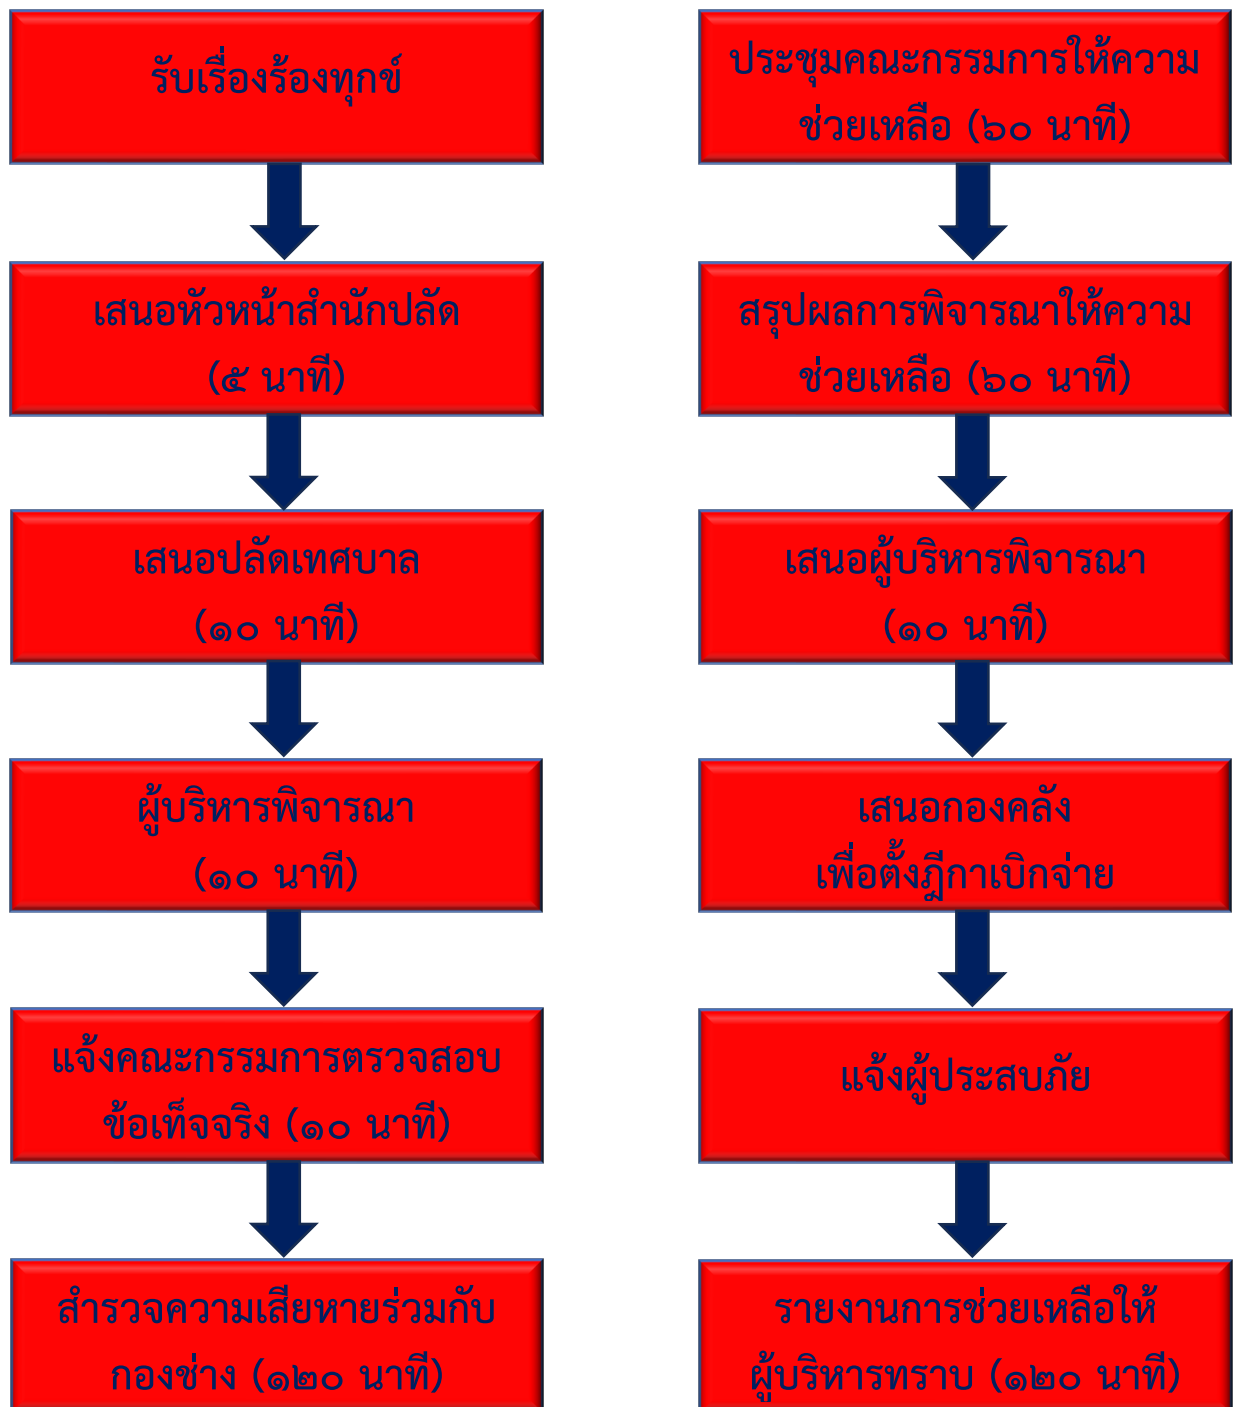 รับเรื่องร้องทุกข์
เสนอหัวหน้าสำนักปลัด
(๕ นาที)
เสนอปลัดเทศบาล
(๑๐ นาที)
ผู้บริหารพิจารณา
(๑๐ นาที)
แจ้งคณะกรรมการตรวจสอบ
ข้อเท็จจริง (๑๐ นาที)
สำรวจความเสียหายร่วมกับ
กองช่าง (๑๒๐ นาที)
ประชุมคณะกรรมการให้ความ
ช่วยเหลือ (๖๐ นาที)
สรุปผลการพิจารณาให้ความ
ช่วยเหลือ (๖๐ นาที)
เสนอผู้บริหารพิจารณา
(๑๐ นาที)
เสนอกองคลัง
เพื่อตั้งฎีกาเบิกจ่าย
แจ้งผู้ประสบภัย
รายงานการช่วยเหลือให้
ผู้บริหารทราบ (๑๒๐ นาที)